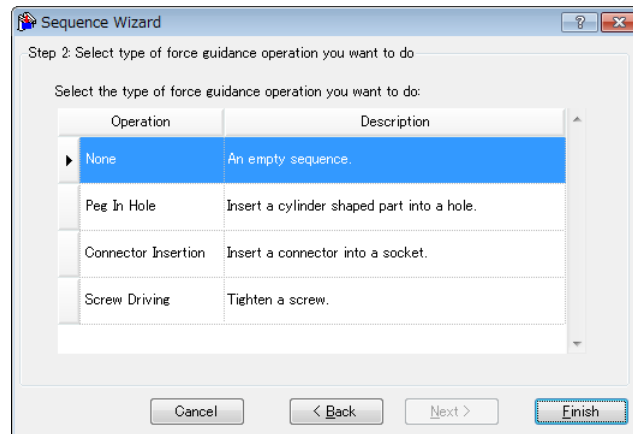 Sequence Wizard
Step 2: Select type of force guidance operation you want to do
Select the type of force guidance operation you want to do:
Operation Description
None An empty sequence.
Peg In Hole Insert a cylinder shaped part into a hole.
Connector Insertion Insert a connector into a socket.
Screw Driving Tighten a screw.
Cancel < Back Next > Finish